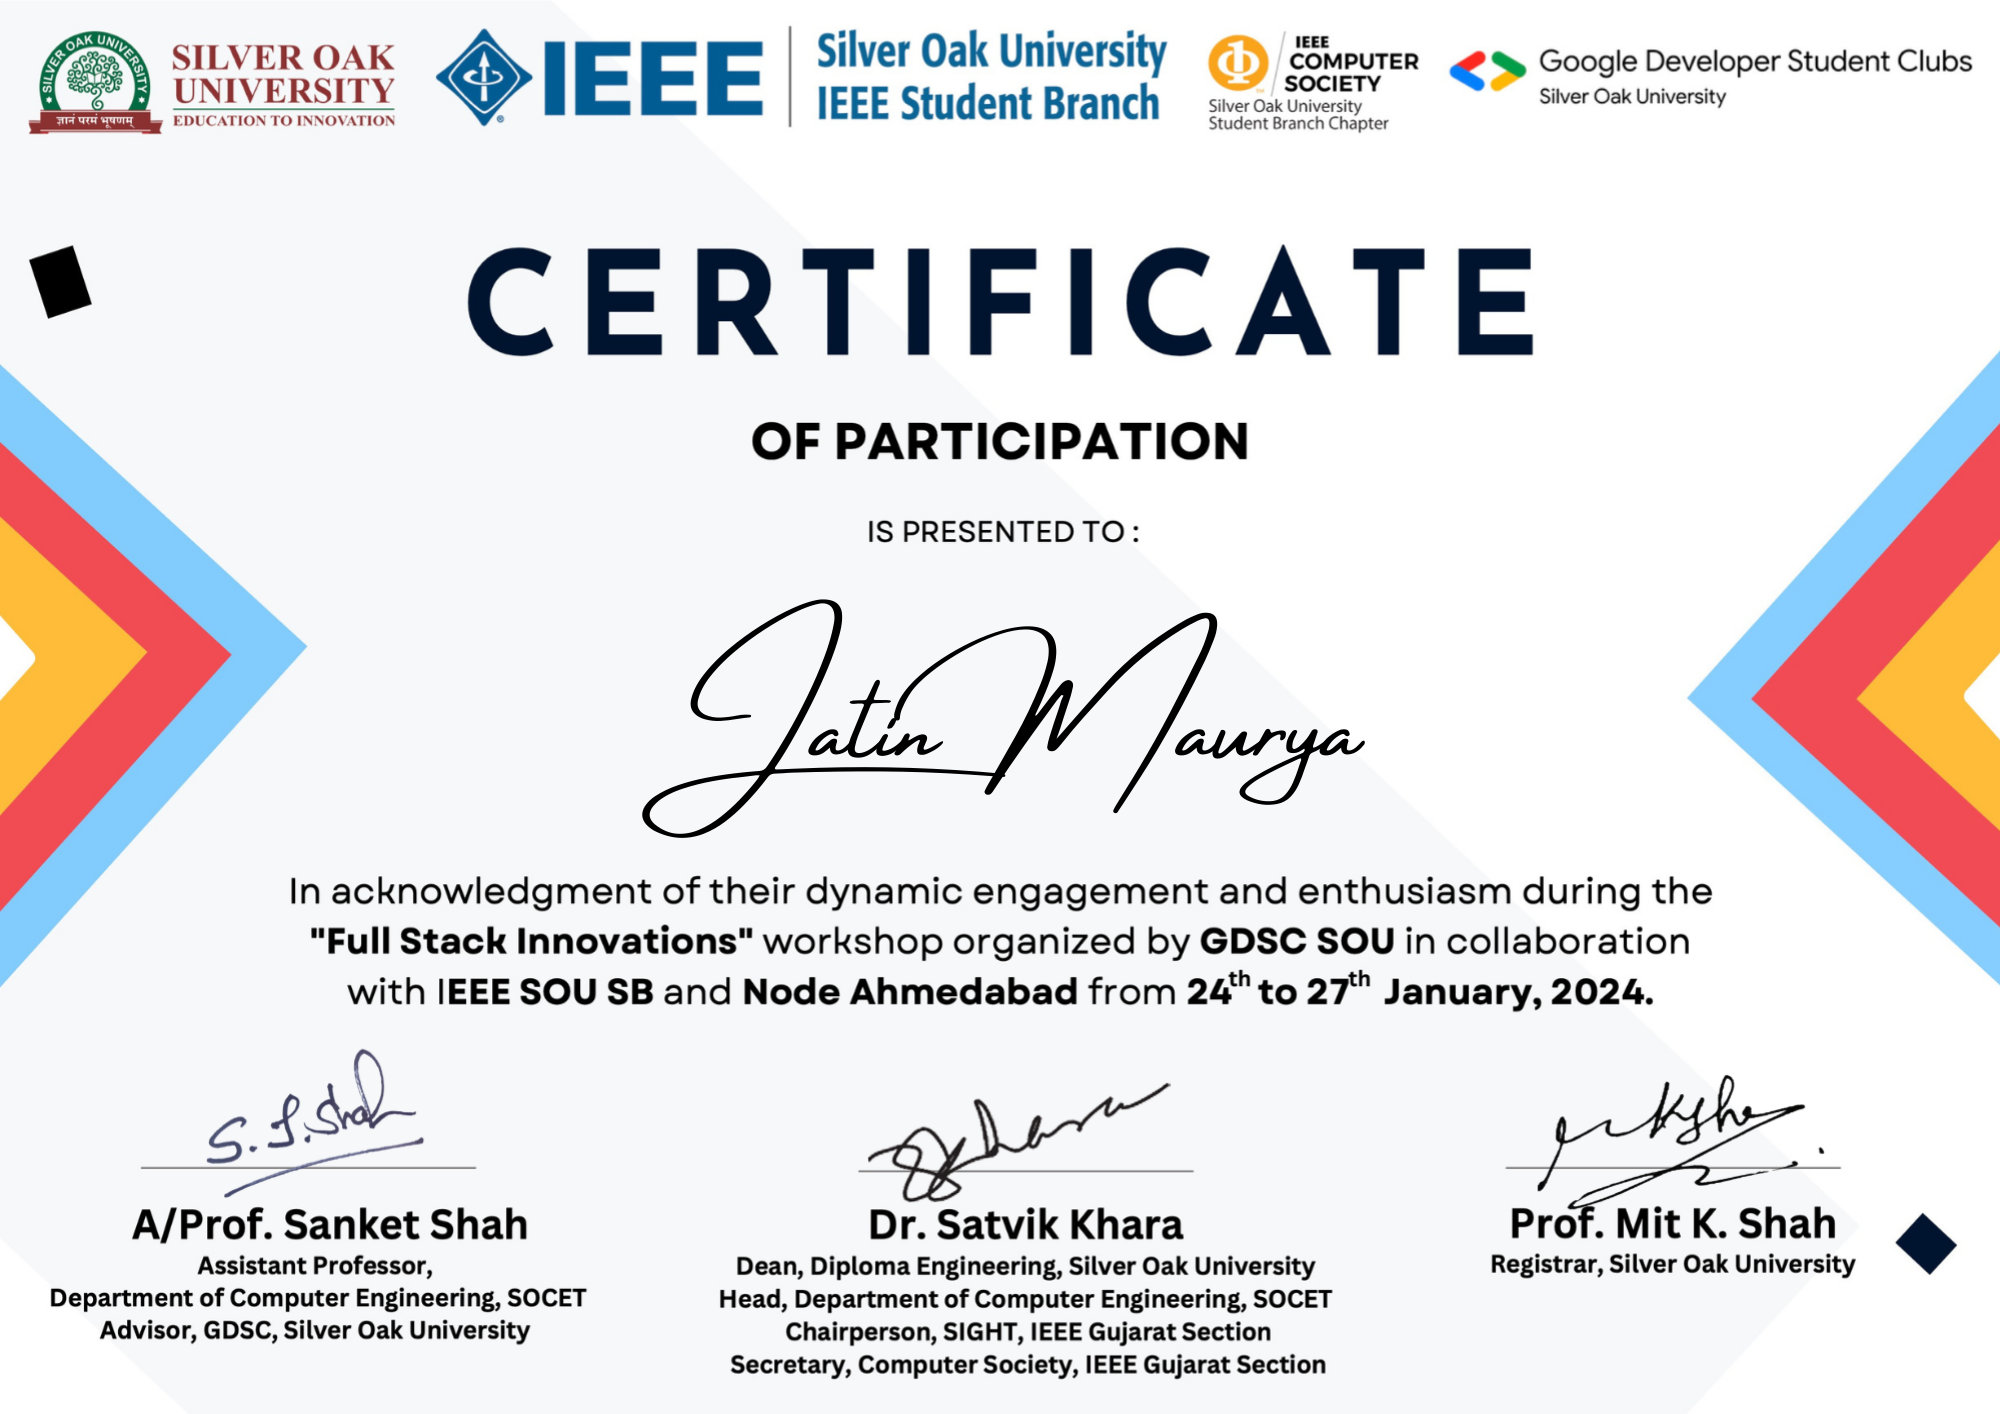 SILVER OAK UNIVERSITY
ज्ञानं परमं भूषणम्
SILVER OAK
UNIVERSITY
EDUCATION TO INNOVATION
IEEE
Silver Oak University
IEEE Student Branch
IEEE
COMPUTER
SOCIETY
Silver Oak University
Student Branch Chapter
Google Developer Student Clubs
Silver Oak University
CERTIFICATE
OF PARTICIPATION
IS PRESENTED TO :
Jatin Maurya
In acknowledgment of their dynamic engagement and enthusiasm during the
"Full Stack Innovations" workshop organized by GDSC SOU in collaboration
with IEEE SOU SB and Node Ahmedabad from 24th to 27th January, 2024.
S. J. Shah
A/Prof. Sanket Shah
Assistant Professor,
Department of Computer Engineering, SOCET
Advisor, GDSC, Silver Oak University
Dr. Satvik Khara
Dean, Diploma Engineering, Silver Oak University
Head, Department of Computer Engineering, SOCET
Chairperson, SIGHT, IEEE Gujarat Section
Secretary, Computer Society, IEEE Gujarat Section
Prof. Mit K. Shah
Registrar, Silver Oak University